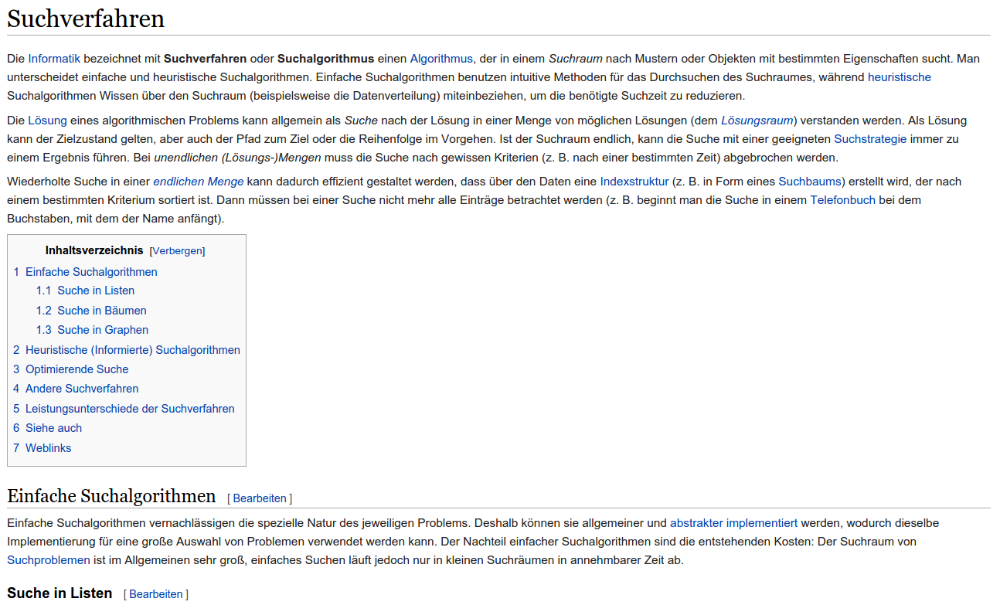 Suchverfahren
Die Informatik bezeichnet mit Suchverfahren oder Suchalgorithmus einen Algorithmus, der in einem Suchraum nach Mustern oder Objekten mit bestimmten Eigenschaften sucht. Man
unterscheidet einfache und heuristische Suchalgorithmen. Einfache Suchalgorithmen benutzen intuitive Methoden für das Durchsuchen des Suchraumes, während heuristische
Suchalgorithmen Wissen über den Suchraum (beispielsweise die Datenverteilung) miteinbeziehen, um die benötigte Suchzeit zu reduzieren.
Die Lösung eines algorithmischen Problems kann allgemein als Suche nach der Lösung in einer Menge von möglichen Lösungen (dem Lösungsraum) verstanden werden. Als Lösung
kann der Zielzustand gelten, aber auch der Pfad zum Ziel oder die Reihenfolge im Vorgehen. Ist der Suchraum endlich, kann die Suche mit einer geeigneten Suchstrategie immer zu
einem Ergebnis führen. Bei unendlichen (Lösungs-)Mengen muss die Suche nach gewissen Kriterien (z. B. nach einer bestimmten Zeit) abgebrochen werden.
Wiederholte Suche in einer endlichen Menge kann dadurch effizient gestaltet werden, dass über den Daten eine Indexstruktur (z. B. in Form eines Suchbaums) erstellt wird, der nach
einem bestimmten Kriterium sortiert ist. Dann müssen bei einer Suche nicht mehr alle Einträge betrachtet werden (z. B. beginnt man die Suche in einem Telefonbuch bei dem
Buchstaben, mit dem der Name anfängt).
Inhaltsverzeichnis [Verbergen]
1 Einfache Suchalgorithmen
1.1 Suche in Listen
1.2 Suche in Bäumen
1.3 Suche in Graphen
2 Heuristische (Informierte) Suchalgorithmen
3 Optimierende Suche
4 Andere Suchverfahren
5 Leistungsunterschiede der Suchverfahren
6 Siehe auch
7 Weblinks
Einfache Suchalgorithmen [ Bearbeiten ]
Einfache Suchalgorithmen vernachlässigen die spezielle Natur des jeweiligen Problems. Deshalb können sie allgemeiner und abstrakter implementiert werden, wodurch dieselbe
Implementierung für eine große Auswahl von Problemen verwendet werden kann. Der Nachteil einfacher Suchalgorithmen sind die entstehenden Kosten: Der Suchraum von
Suchproblemen ist im Allgemeinen sehr groß, einfaches Suchen läuft jedoch nur in kleinen Suchräumen in annehmbarer Zeit ab.
Suche in Listen [ Bearbeiten ]